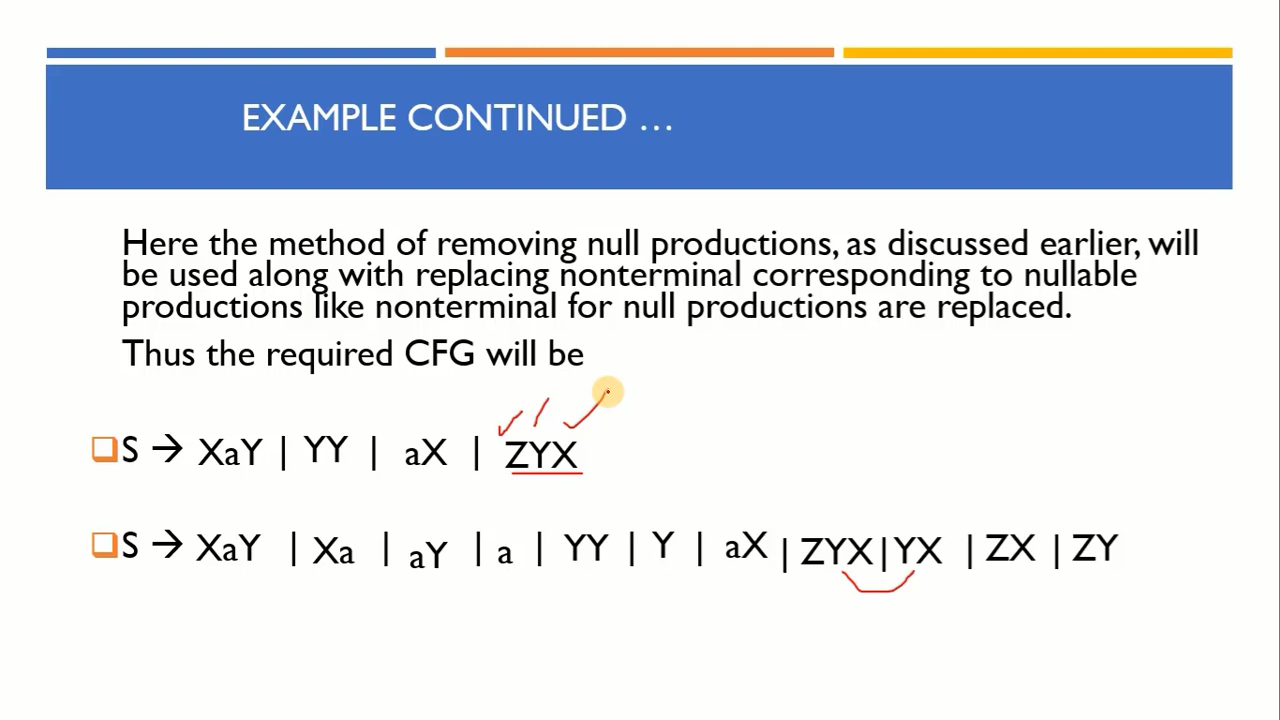 EXAMPLE CONTINUED …
Here the method of removing null productions, as discussed earlier, will
be used along with replacing nonterminal corresponding to nullable
productions like nonterminal for null productions are replaced.
Thus the required CFG will be
S → XaY | YY | aX | ZYX
S → XaY | Xa | aY | a | YY | Y | aX | ZYX | YX | ZX | ZY